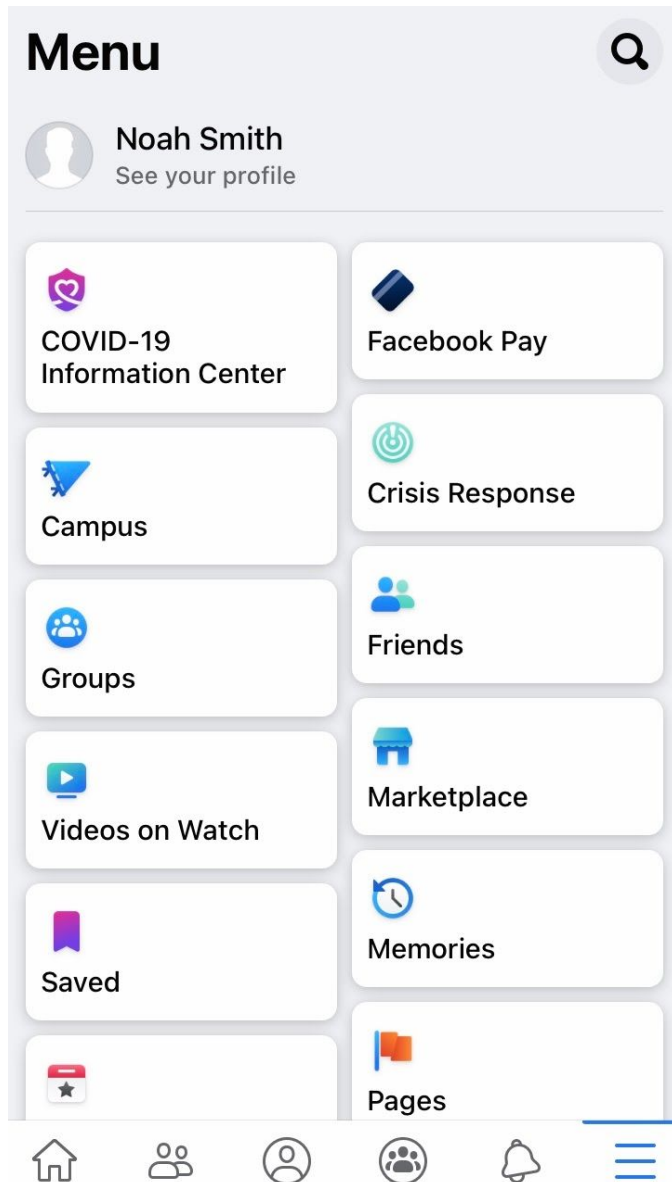 Menu
Noah Smith
See your profile
COVID-19
Information Center
Facebook Pay
Campus
Crisis Response
Groups
Friends
Videos on Watch
Marketplace
Saved
Memories
Pages